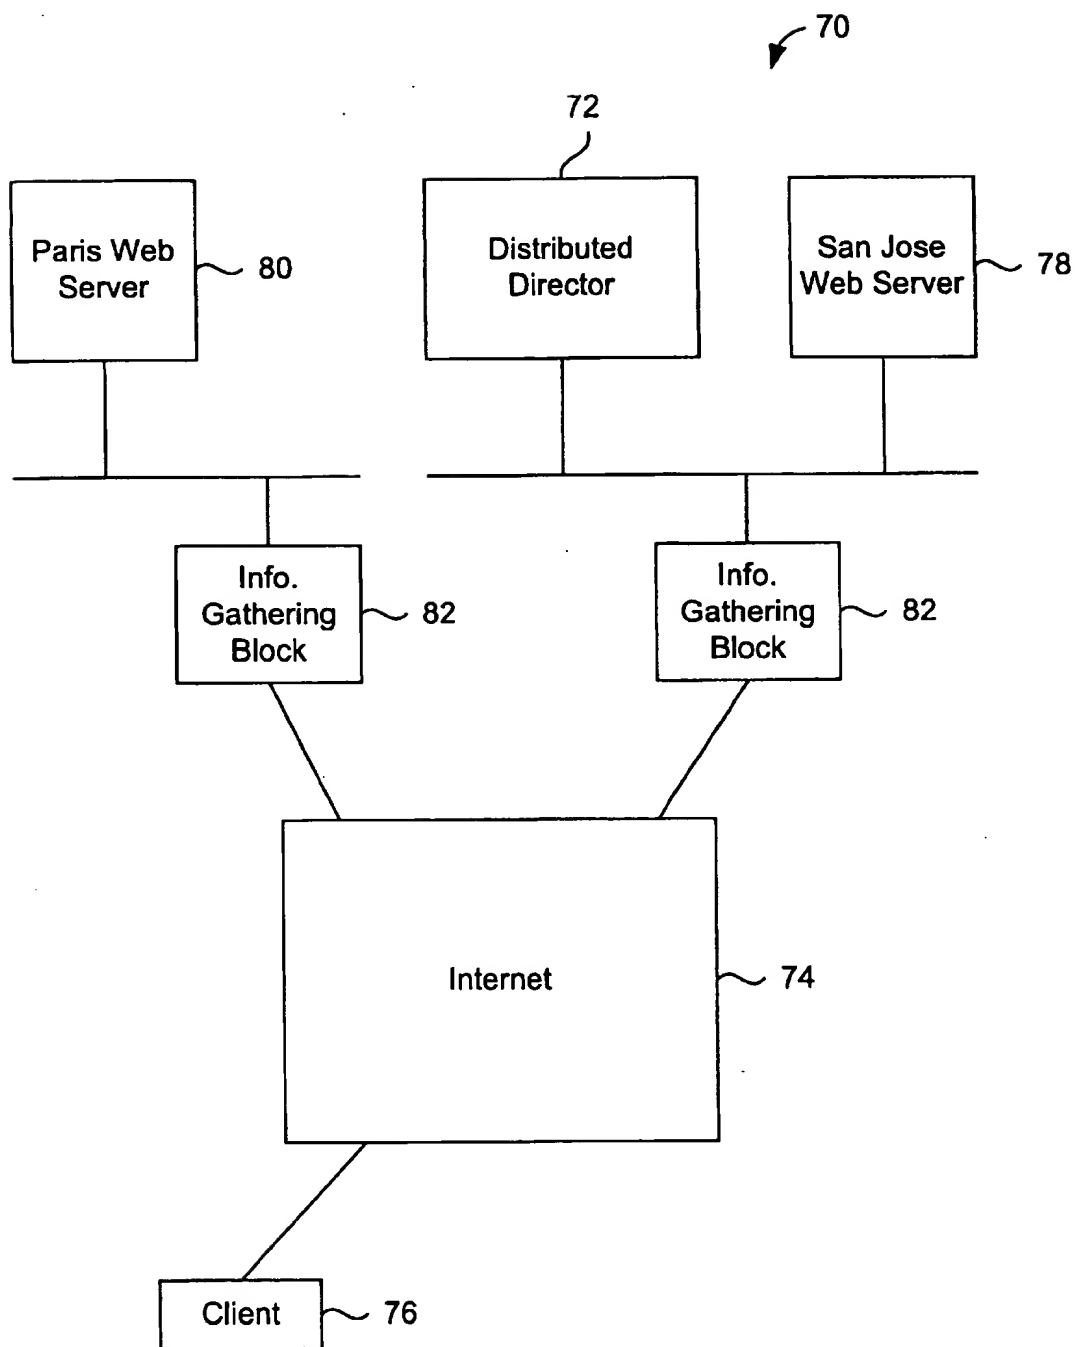 70
72
Paris Web
Server
80
Distributed
Director
San Jose
Web Server
78
Info.
Gathering
Block
82
Info.
Gathering
Block
82
Internet
74
Client
76